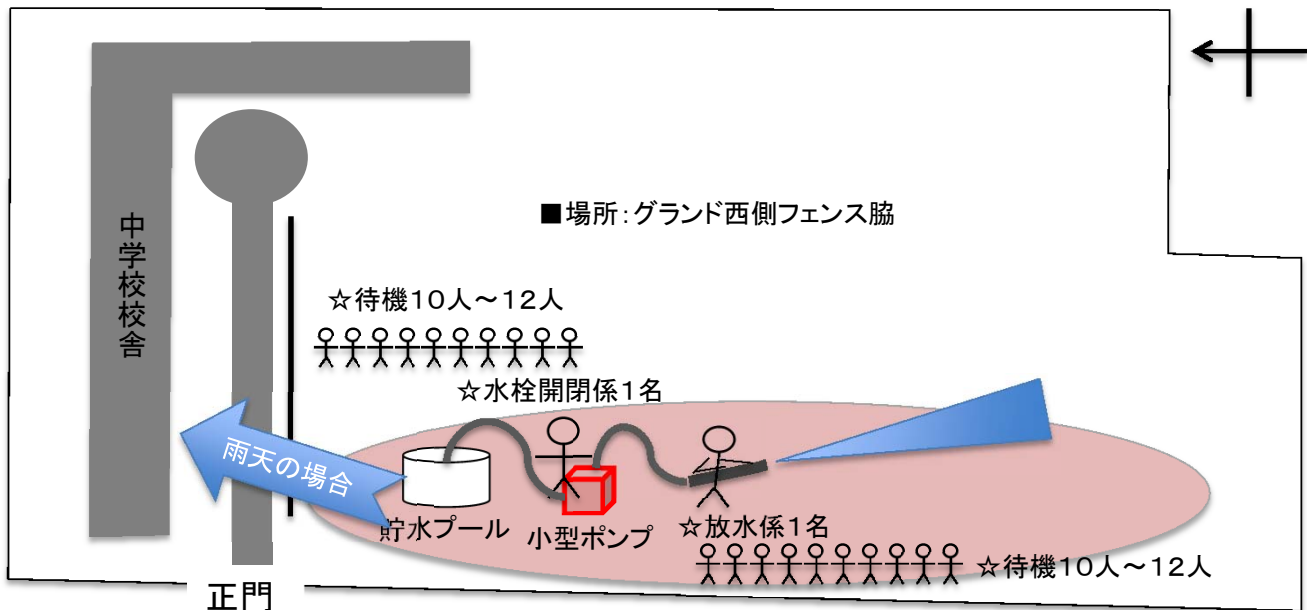 中学校校舎
■場所：グランド西側フェンス脇
☆待機１０人～１２人
☆水栓開閉係１名
雨天の場合
貯水プール
小型ポンプ
☆放水係１名
☆待機１０人～１２人
正門